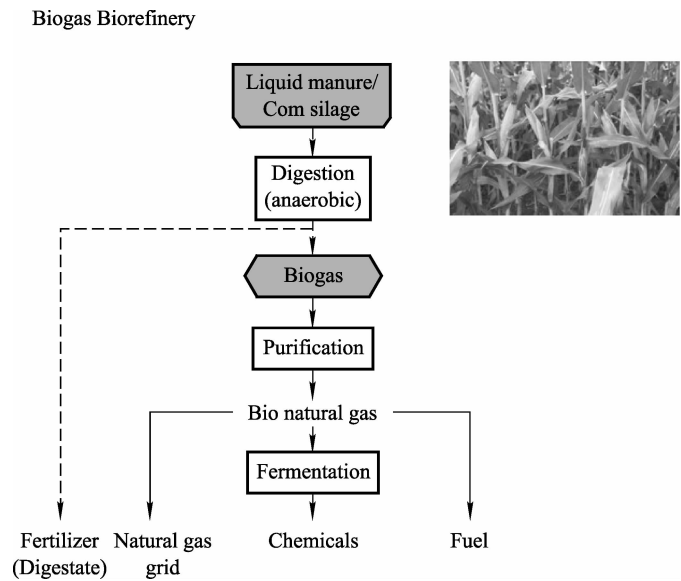 Biogas Biorefinery
Liquid manure/
Com silage
Digestion
(anaerobic)
Biogas
Purification
Bio natural gas
Fermentation
Fertilizer
(Digestate)
Natural gas
grid
Chemicals
Fuel